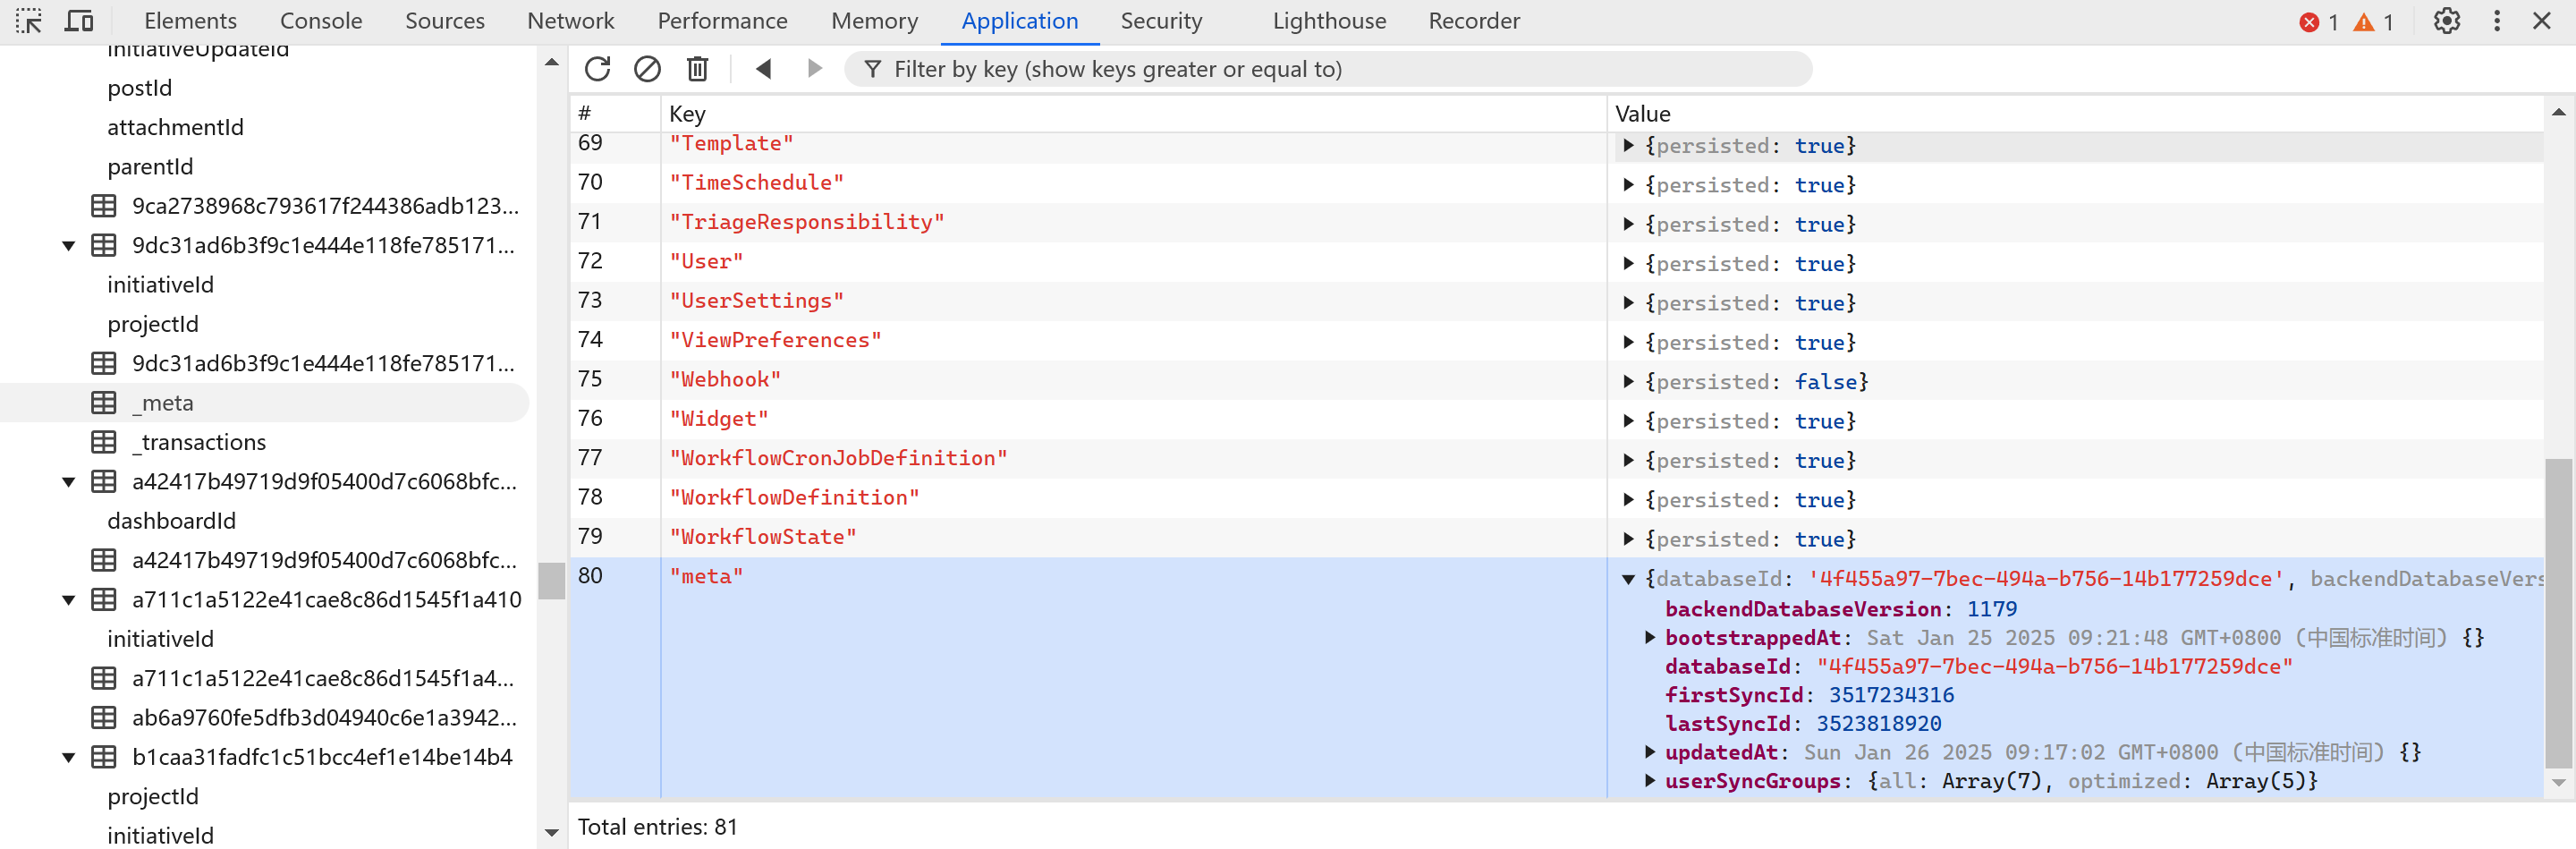 Elements Console Sources Network Performance Memory Application Security Lighthouse Recorder 1 1
initiativeUpdateId
postId
attachmentId
parentId
9ca2738968c793617f244386adb123...
9dc31ad6b3f9c1e444e118fe785171...
initiativeId
projectId
9dc31ad6b3f9c1e444e118fe785171...
_meta
_transactions
a42417b49719d9f05400d7c6068bfc...
dashboardId
a42417b49719d9f05400d7c6068bfc...
a711c1a5122e41cae8c86d1545f1a410
initiativeId
a711c1a5122e41cae8c86d1545f1a4...
ab6a9760fe5dfb3d04940c6e1a3942...
b1caa31fadfc1c51bcc4ef1e14be14b4
projectId
initiativeId
Filter by key (show keys greater or equal to)
# Key Value
69 "Template" {persisted: true}
70 "TimeSchedule" {persisted: true}
71 "TriageResponsibility" {persisted: true}
72 "User" {persisted: true}
73 "UserSettings" {persisted: true}
74 "ViewPreferences" {persisted: true}
75 "Webhook" {persisted: false}
76 "Widget" {persisted: true}
77 "WorkflowCronJobDefinition" {persisted: true}
78 "WorkflowDefinition" {persisted: true}
79 "WorkflowState" {persisted: true}
80 "meta" {databaseId: '4f455a97-7bec-494a-b756-14b177259dce', backendDatabaseVers
backendDatabaseVersion: 1179
bootstrappedAt: Sat Jan 25 2025 09:21:48 GMT+0800 (中国标准时间) {}
databaseId: "4f455a97-7bec-494a-b756-14b177259dce"
firstSyncId: 3517234316
lastSyncId: 3523818920
updatedAt: Sun Jan 26 2025 09:17:02 GMT+0800 (中国标准时间) {}
userSyncGroups: {all: Array(7), optimized: Array(5)}
Total entries: 81